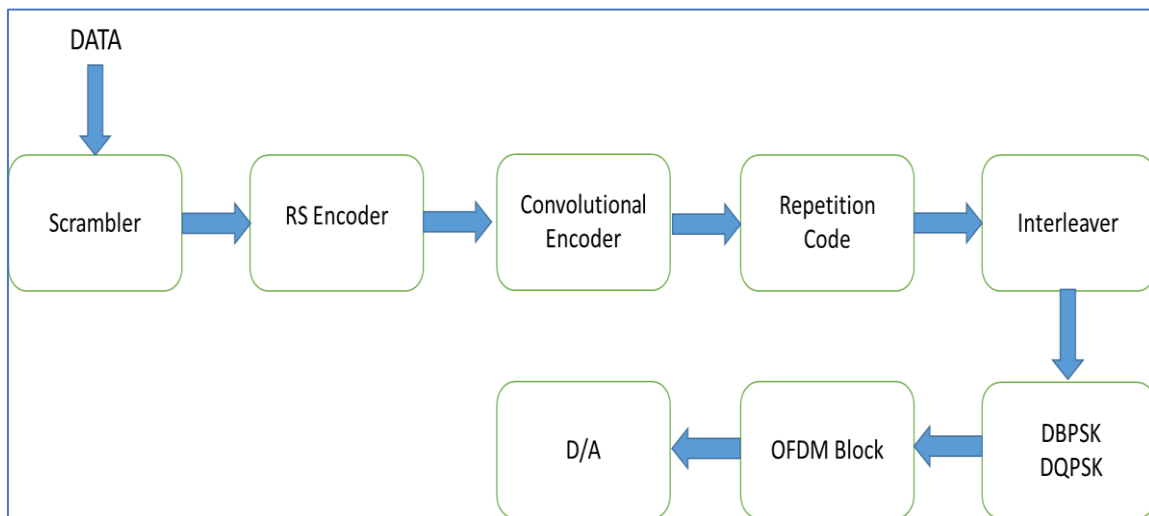 DATA
Scrambler
RS Encoder
Convolutional
Encoder
Repetition
Code
Interleaver
D/A
OFDM Block
DBPSK
DQPSK